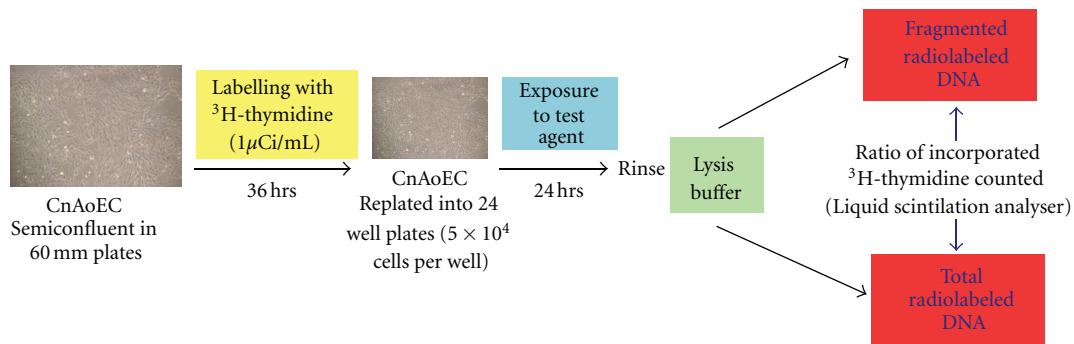 CnAoEC
Semiconfluent in
60 mm plates
Labelling with
³H-thymidine
(1μCi/mL)
36 hrs
CnAoEC
Replated into 24
well plates (5 × 10⁴
cells per well)
Exposure
to test
agent
24 hrs
Rinse
Lysis
buffer
Fragmented
radiolabeled
DNA
Ratio of incorporated
³H-thymidine counted
(Liquid scintilation analyser)
Total
radiolabeled
DNA